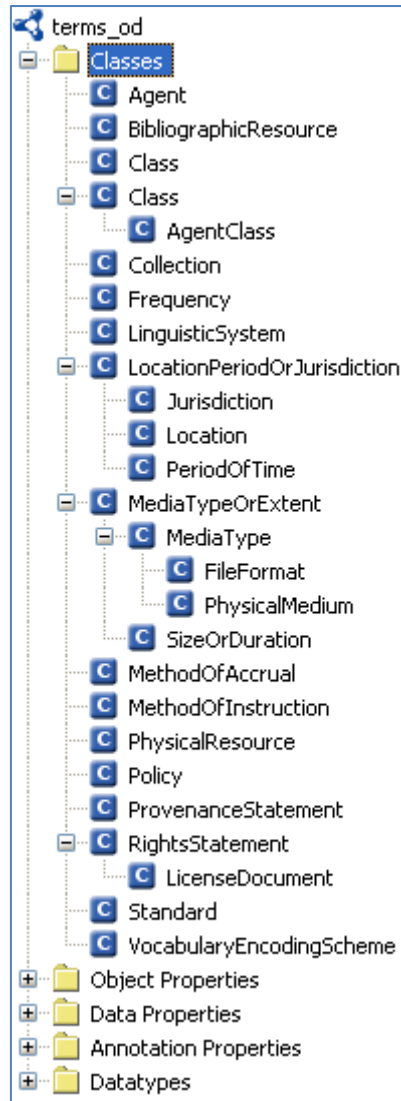 terms_od
Classes
C Agent
C BibliographicResource
C Class
C Class
C AgentClass
C Collection
C Frequency
C LinguisticSystem
C LocationPeriodOrJurisdiction
C Jurisdiction
C Location
C PeriodOfTime
C MediaTypeOrExtent
C MediaType
C FileFormat
C PhysicalMedium
C SizeOrDuration
C MethodOfAccrual
C MethodOfInstruction
C PhysicalResource
C Policy
C ProvenanceStatement
C RightsStatement
C LicenseDocument
C Standard
C VocabularyEncodingScheme
Object Properties
Data Properties
Annotation Properties
Datatypes